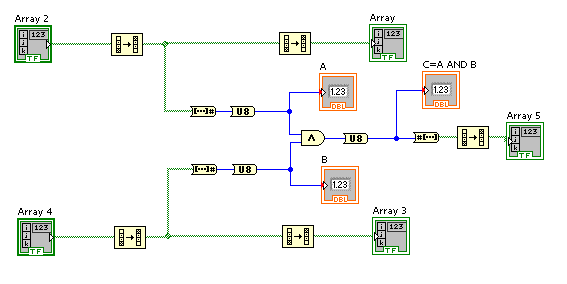 Array 2
123
TF
Array
123
TF
A
1.23
DBL
C=A AND B
1.23
DBL
[...]#
U8
Λ
U8
#[...]
Array 5
123
TF
[...]#
U8
B
1.23
DBL
Array 4
123
TF
Array 3
123
TF